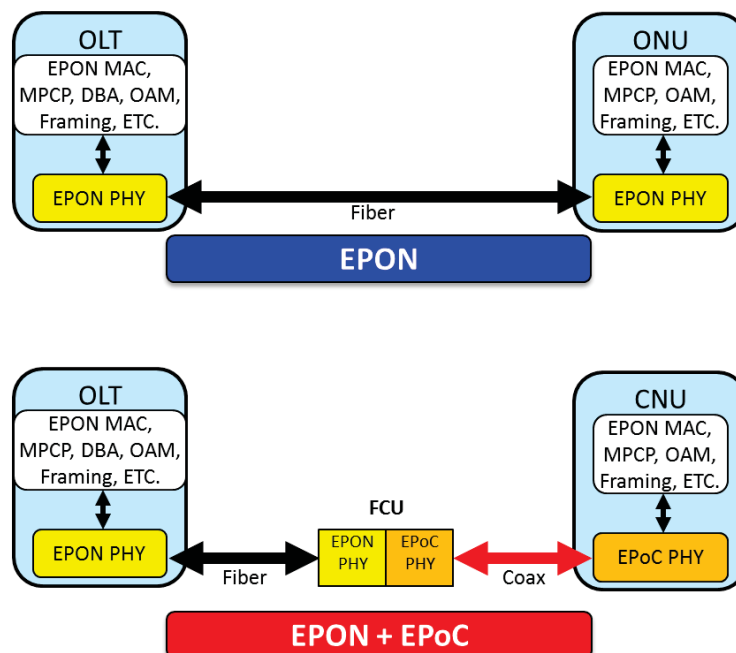 OLT
EPON MAC,
MPCP, DBA, OAM,
Framing, ETC.
EPON PHY
Fiber
ONU
EPON MAC,
MPCP, OAM,
Framing, ETC.
EPON PHY
EPON
OLT
EPON MAC,
MPCP, DBA, OAM,
Framing, ETC.
EPON PHY
Fiber
FCU
EPON
PHY
EPoC
PHY
Coax
CNU
EPON MAC,
MPCP, OAM,
Framing, ETC.
EPoC PHY
EPON + EPoC